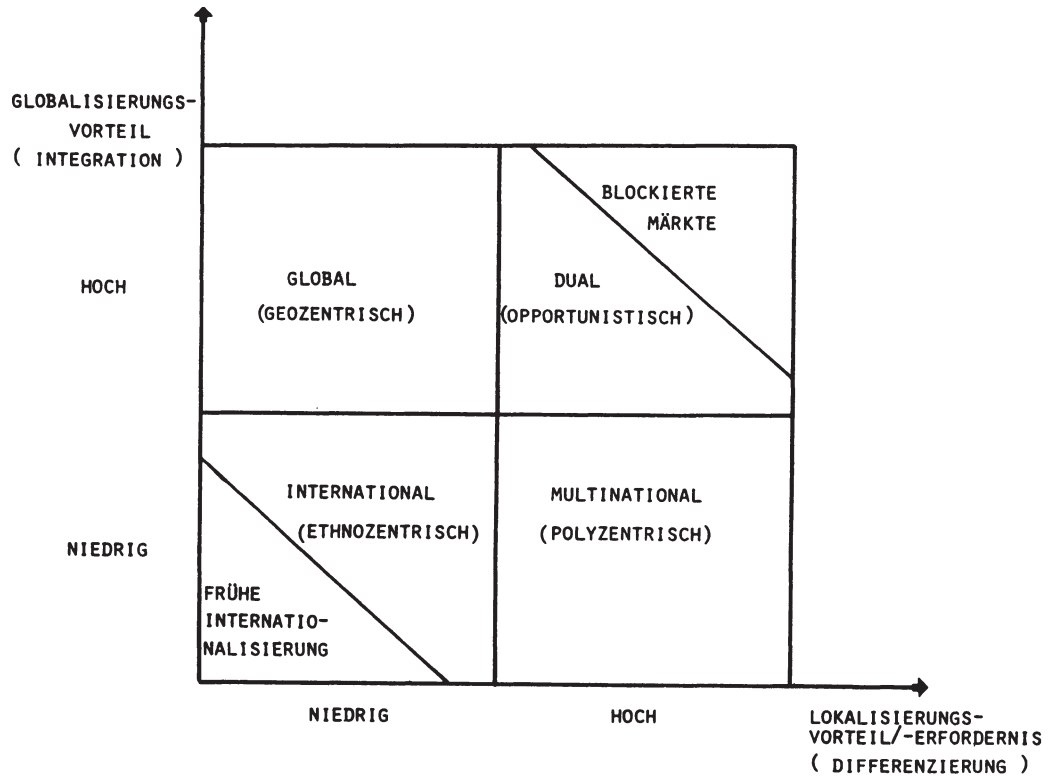 GLOBALISIERUNGS-
VORTEIL
( INTEGRATION )
BLOCKIERTE
MÄRKTE
HOCH
GLOBAL
(GEOZENTRISCH)
DUAL
(OPPORTUNISTISCH)
INTERNATIONAL
(ETHNOZENTRISCH)
MULTINATIONAL
(POLYZENTRISCH)
NIEDRIG
FRÜHE
INTERNATIO-
NALISIERUNG
NIEDRIG
HOCH
LOKALISIERUNGS-
VORTEIL/-ERFORDERNIS
( DIFFERENZIERUNG )